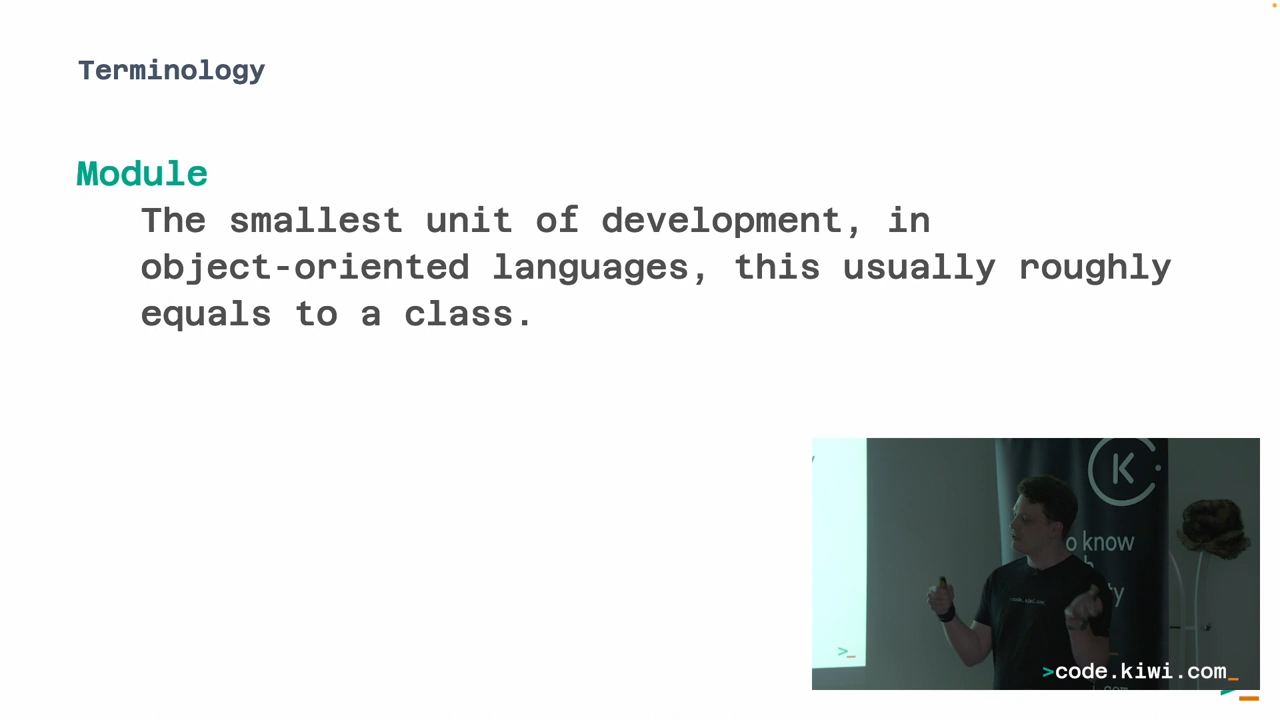 Terminology
Module
The smallest unit of development, in
object-oriented languages, this usually roughly
equals to a class.
K
o know
>_
>code.kiwi.com_